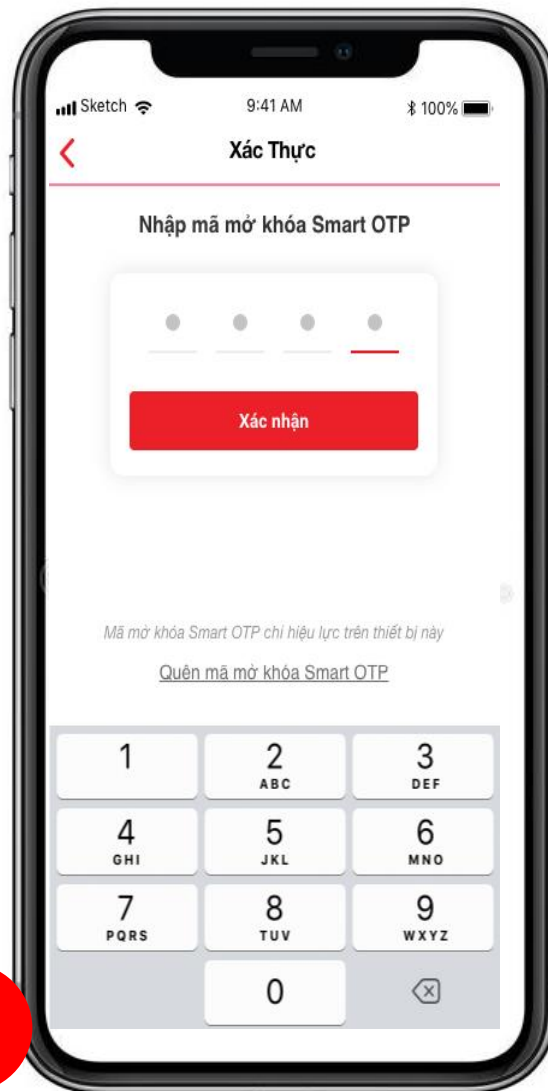 Sketch 9:41 AM 100%
Xác Thực
Nhập mã mở khóa Smart OTP
Xác nhận
Mã mở khóa Smart OTP chỉ hiệu lực trên thiết bị này
Quên mã mở khóa Smart OTP
1 2 3
ABC DEF
4 5 6
GHI JKL MNO
7 8 9
PQRS TUV WXYZ
0